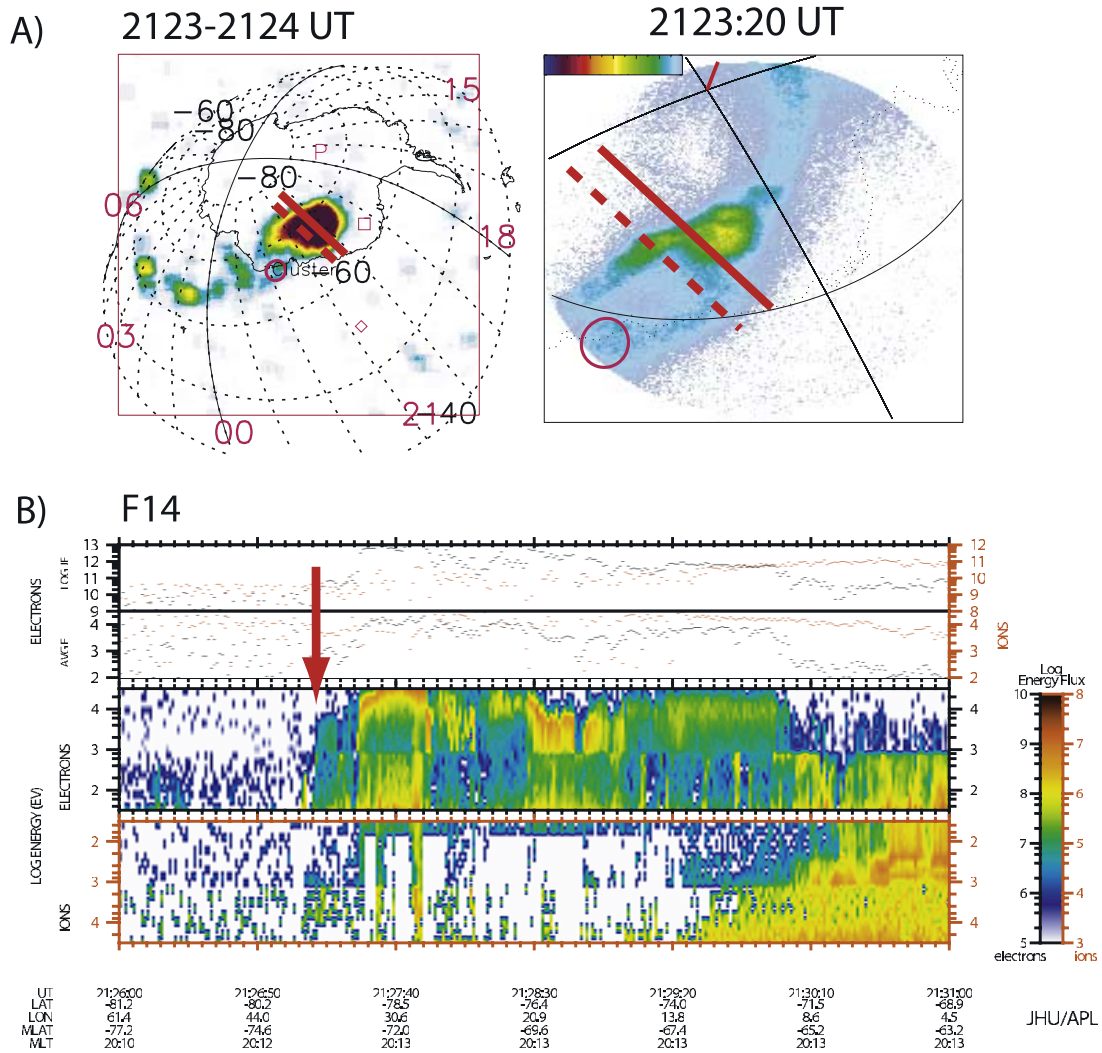 A)
2123-2124 UT
2123:20 UT
15
-60
-80
P
-80
06
18
Cluster
-60
03
21
-40
00
B)
F14
13
12
11
10
9
4
3
2
12
11
10
9
8
4
3
2
ELECTRONS
LOG JE
AVG E
IONS
4
3
2
4
3
2
2
3
4
2
3
4
LOG ENERGY (EV)
ELECTRONS
IONS
Log
Energy Flux
10
9
8
7
6
5
8
7
6
5
4
3
electrons
ions
UT 21:26:00 21:26:50 21:27:40 21:28:30 21:29:20 21:30:10 21:31:00
LAT -81.2 -80.2 -78.5 -76.4 -74.0 -71.5 -68.9
LON 61.4 44.0 30.6 20.9 13.8 8.6 4.5
MLAT -77.2 -74.6 -72.0 -69.6 -67.4 -65.2 -63.2
MLT 20:10 20:12 20:13 20:13 20:13 20:13 20:13
JHU/APL